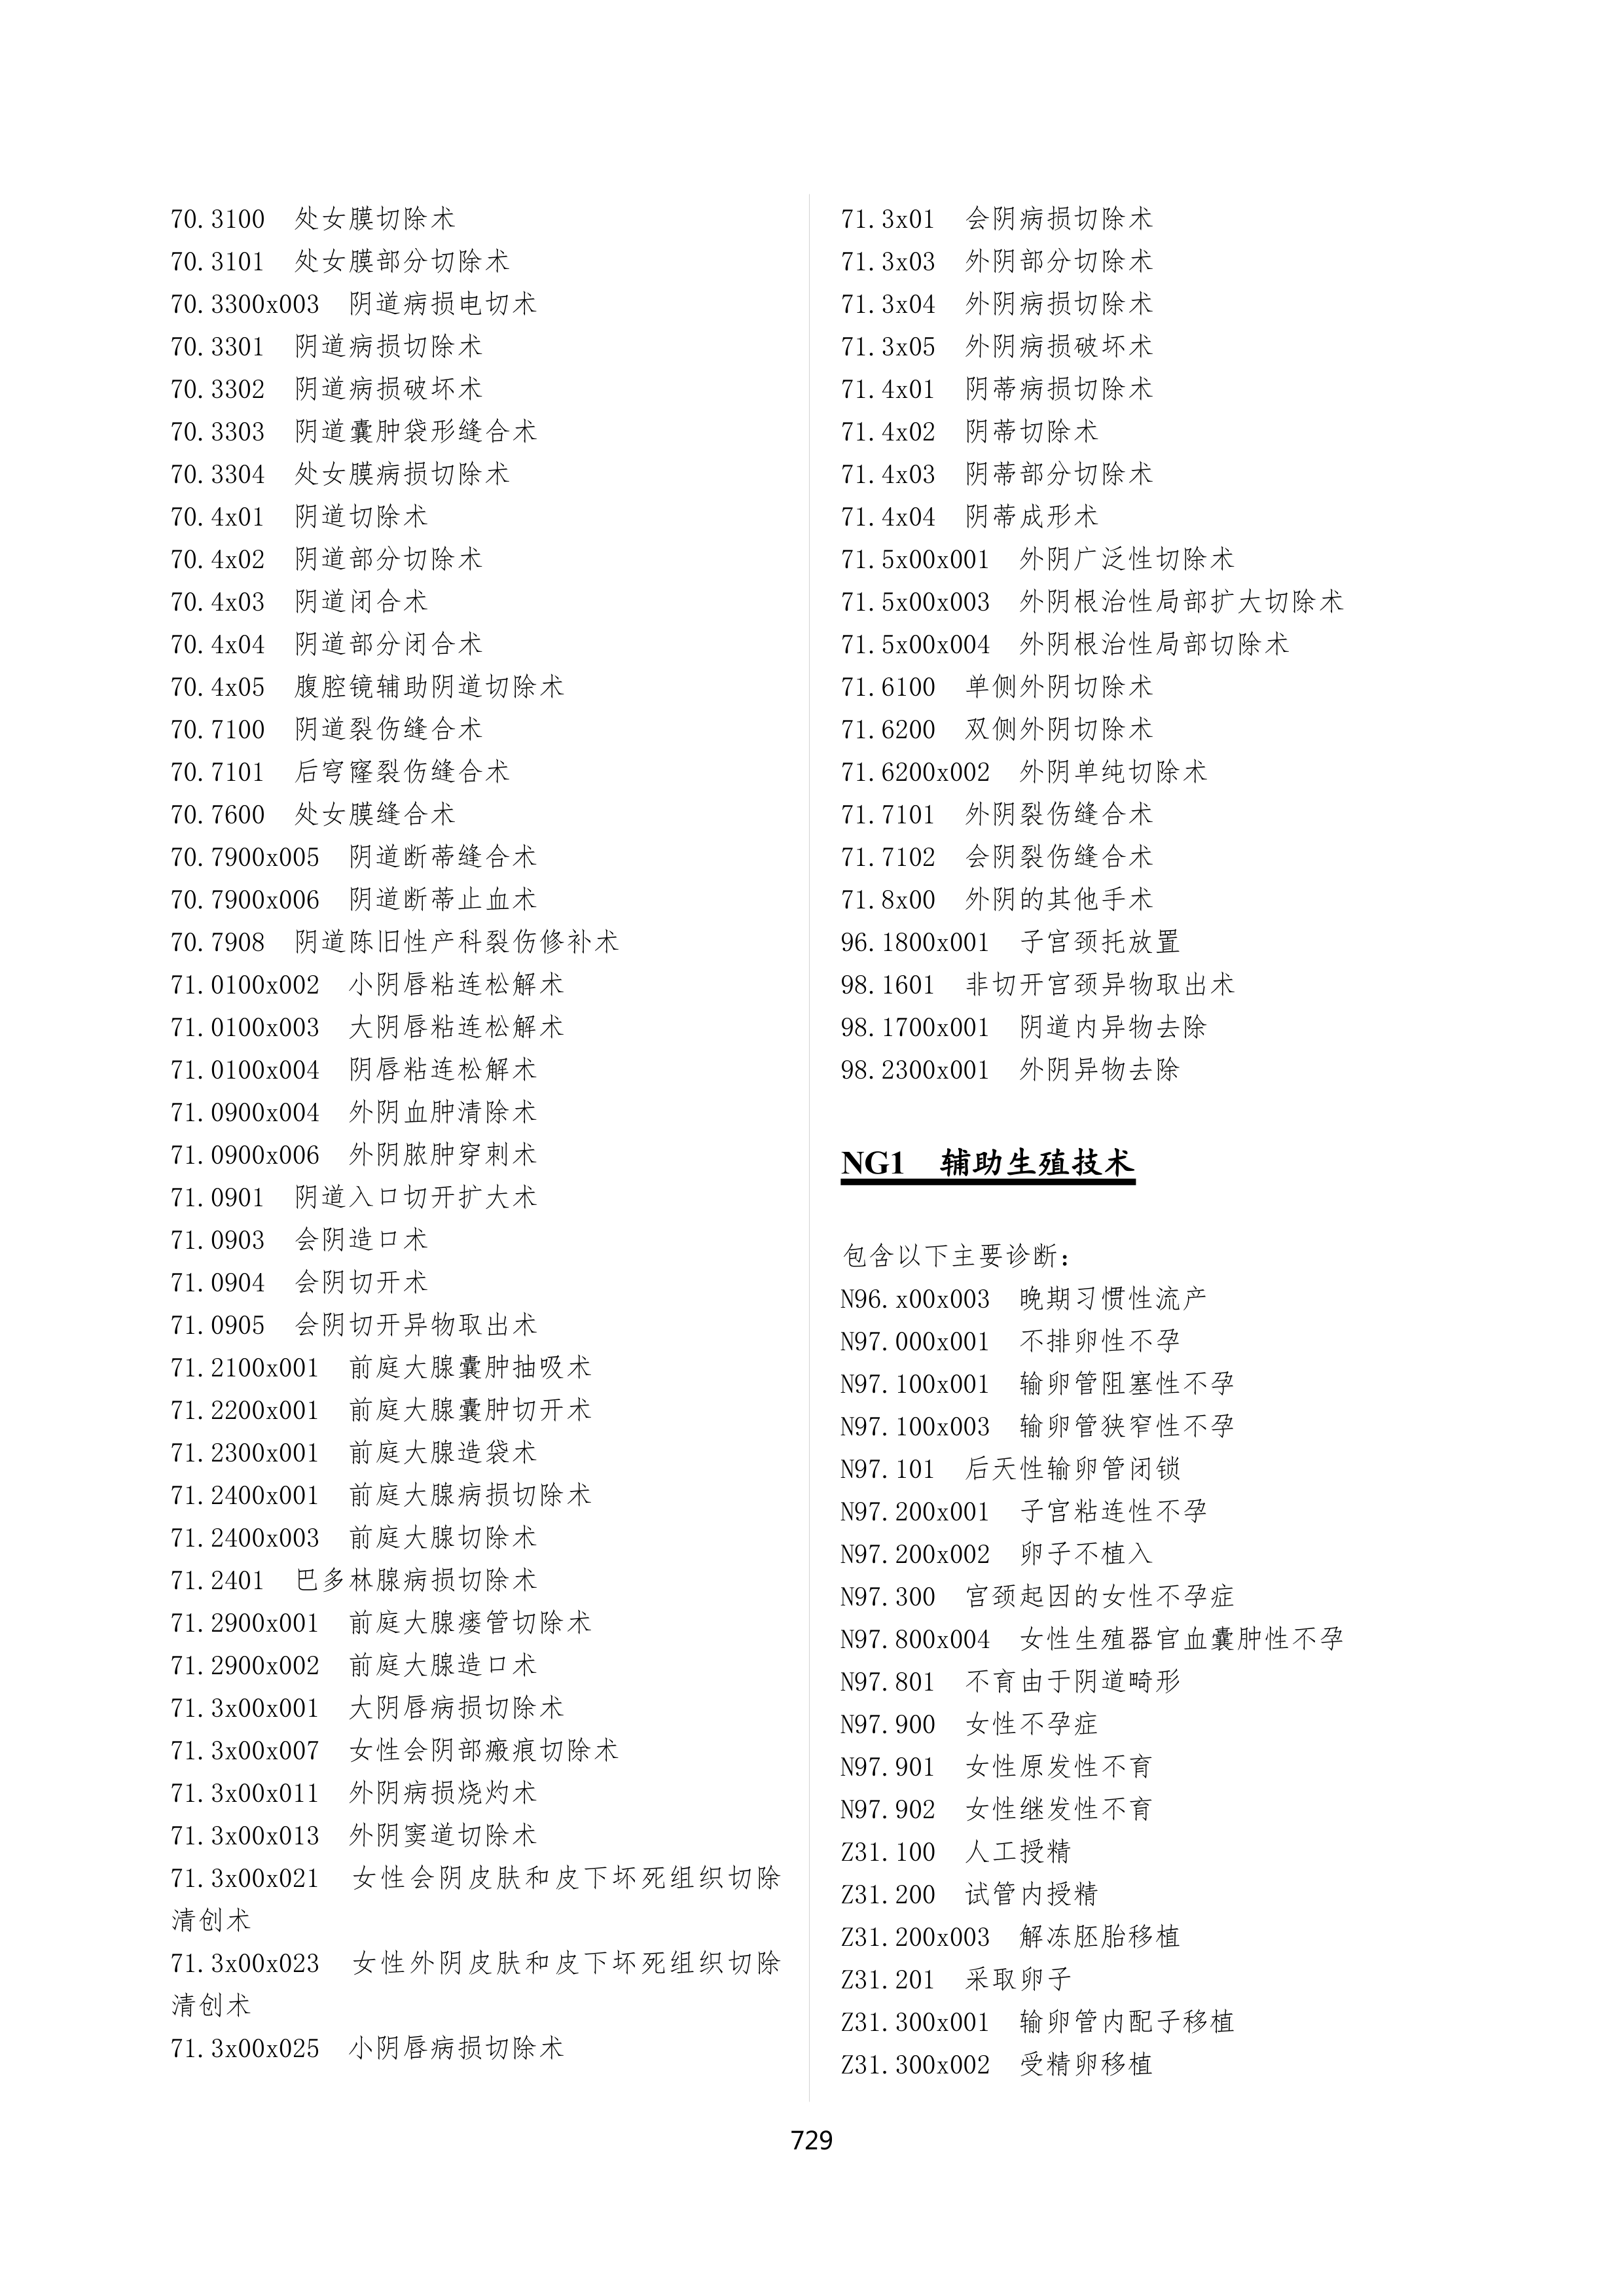 70.3100　处女膜切除术
70.3101　处女膜部分切除术
70.3300x003　阴道病损电切术
70.3301　阴道病损切除术
70.3302　阴道病损破坏术
70.3303　阴道囊肿袋形缝合术
70.3304　处女膜病损切除术
70.4x01　阴道切除术
70.4x02　阴道部分切除术
70.4x03　阴道闭合术
70.4x04　阴道部分闭合术
70.4x05　腹腔镜辅助阴道切除术
70.7100　阴道裂伤缝合术
70.7101　后穹窿裂伤缝合术
70.7600　处女膜缝合术
70.7900x005　阴道断蒂缝合术
70.7900x006　阴道断蒂止血术
70.7908　阴道陈旧性产科裂伤修补术
71.0100x002　小阴唇粘连松解术
71.0100x003　大阴唇粘连松解术
71.0100x004　阴唇粘连松解术
71.0900x004　外阴血肿清除术
71.0900x006　外阴脓肿穿刺术
71.0901　阴道入口切开扩大术
71.0903　会阴造口术
71.0904　会阴切开术
71.0905　会阴切开异物取出术
71.2100x001　前庭大腺囊肿抽吸术
71.2200x001　前庭大腺囊肿切开术
71.2300x001　前庭大腺造袋术
71.2400x001　前庭大腺病损切除术
71.2400x003　前庭大腺切除术
71.2401　巴多林腺病损切除术
71.2900x001　前庭大腺瘘管切除术
71.2900x002　前庭大腺造口术
71.3x00x001　大阴唇病损切除术
71.3x00x007　女性会阴部瘢痕切除术
71.3x00x011　外阴病损烧灼术
71.3x00x013　外阴窦道切除术
71.3x00x021　女性会阴皮肤和皮下坏死组织切除
清创术
71.3x00x023　女性外阴皮肤和皮下坏死组织切除
清创术
71.3x00x025　小阴唇病损切除术
71.3x01　会阴病损切除术
71.3x03　外阴部分切除术
71.3x04　外阴病损切除术
71.3x05　外阴病损破坏术
71.4x01　阴蒂病损切除术
71.4x02　阴蒂切除术
71.4x03　阴蒂部分切除术
71.4x04　阴蒂成形术
71.5x00x001　外阴广泛性切除术
71.5x00x003　外阴根治性局部扩大切除术
71.5x00x004　外阴根治性局部切除术
71.6100　单侧外阴切除术
71.6200　双侧外阴切除术
71.6200x002　外阴单纯切除术
71.7101　外阴裂伤缝合术
71.7102　会阴裂伤缝合术
71.8x00　外阴的其他手术
96.1800x001　子宫颈托放置
98.1601　非切开宫颈异物取出术
98.1700x001　阴道内异物去除
98.2300x001　外阴异物去除
NG1　辅助生殖技术
包含以下主要诊断:
N96.x00x003　晚期习惯性流产
N97.000x001　不排卵性不孕
N97.100x001　输卵管阻塞性不孕
N97.100x003　输卵管狭窄性不孕
N97.101　后天性输卵管闭锁
N97.200x001　子宫粘连性不孕
N97.200x002　卵子不植入
N97.300　宫颈起因的女性不孕症
N97.800x004　女性生殖器官血囊肿性不孕
N97.801　不育由于阴道畸形
N97.900　女性不孕症
N97.901　女性原发性不育
N97.902　女性继发性不育
Z31.100　人工授精
Z31.200　试管内授精
Z31.200x003　解冻胚胎移植
Z31.201　采取卵子
Z31.300x001　输卵管内配子移植
Z31.300x002　受精卵移植
729